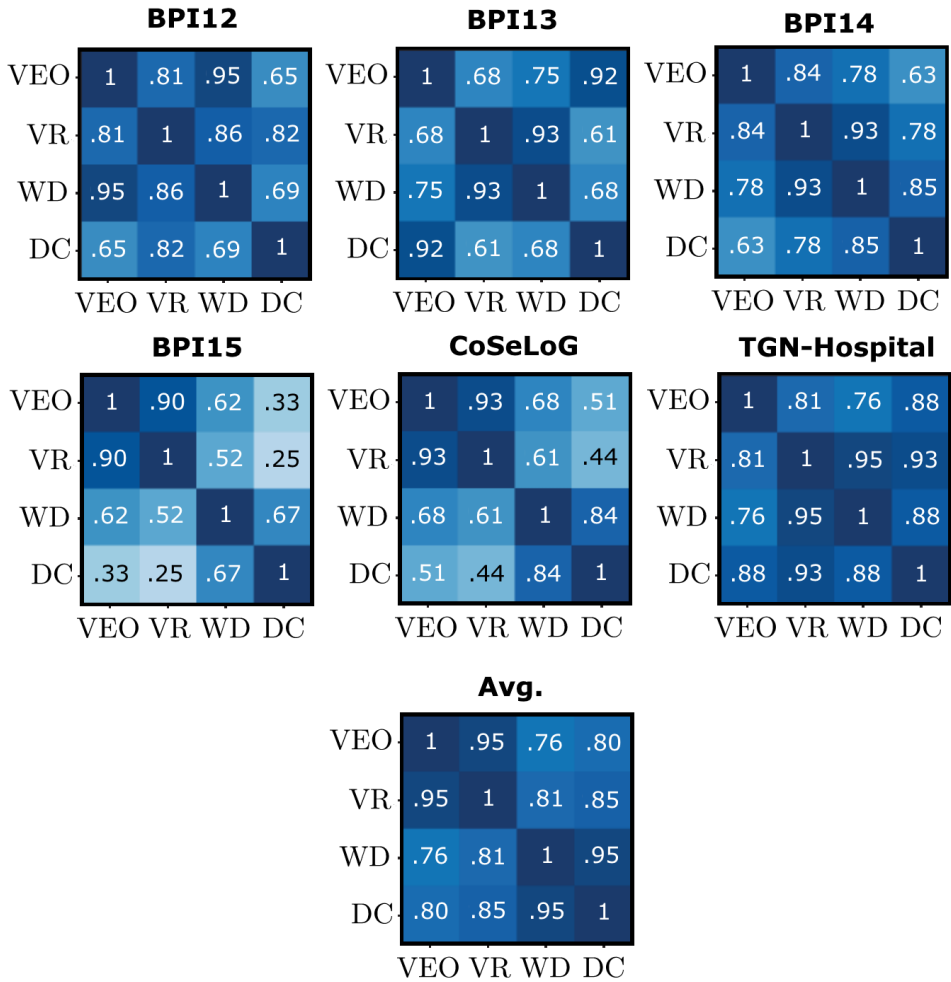 BPI12 BPI13 BPI14
VEO 1 .81 .95 .65 VEO 1 .68 .75 .92 VEO 1 .84 .78 .63
VR .81 1 .86 .82 VR .68 1 .93 .61 VR .84 1 .93 .78
WD .95 .86 1 .69 WD .75 .93 1 .68 WD .78 .93 1 .85
DC .65 .82 .69 1 DC .92 .61 .68 1 DC .63 .78 .85 1
VEO VR WD DC VEO VR WD DC VEO VR WD DC
BPI15 CoSeLoG TGN-Hospital
VEO 1 .90 .62 .33 VEO 1 .93 .68 .51 VEO 1 .81 .76 .88
VR .90 1 .52 .25 VR .93 1 .61 .44 VR .81 1 .95 .93
WD .62 .52 1 .67 WD .68 .61 1 .84 WD .76 .95 1 .88
DC .33 .25 .67 1 DC .51 .44 .84 1 DC .88 .93 .88 1
VEO VR WD DC VEO VR WD DC VEO VR WD DC
Avg.
VEO 1 .95 .76 .80
VR .95 1 .81 .85
WD .76 .81 1 .95
DC .80 .85 .95 1
VEO VR WD DC